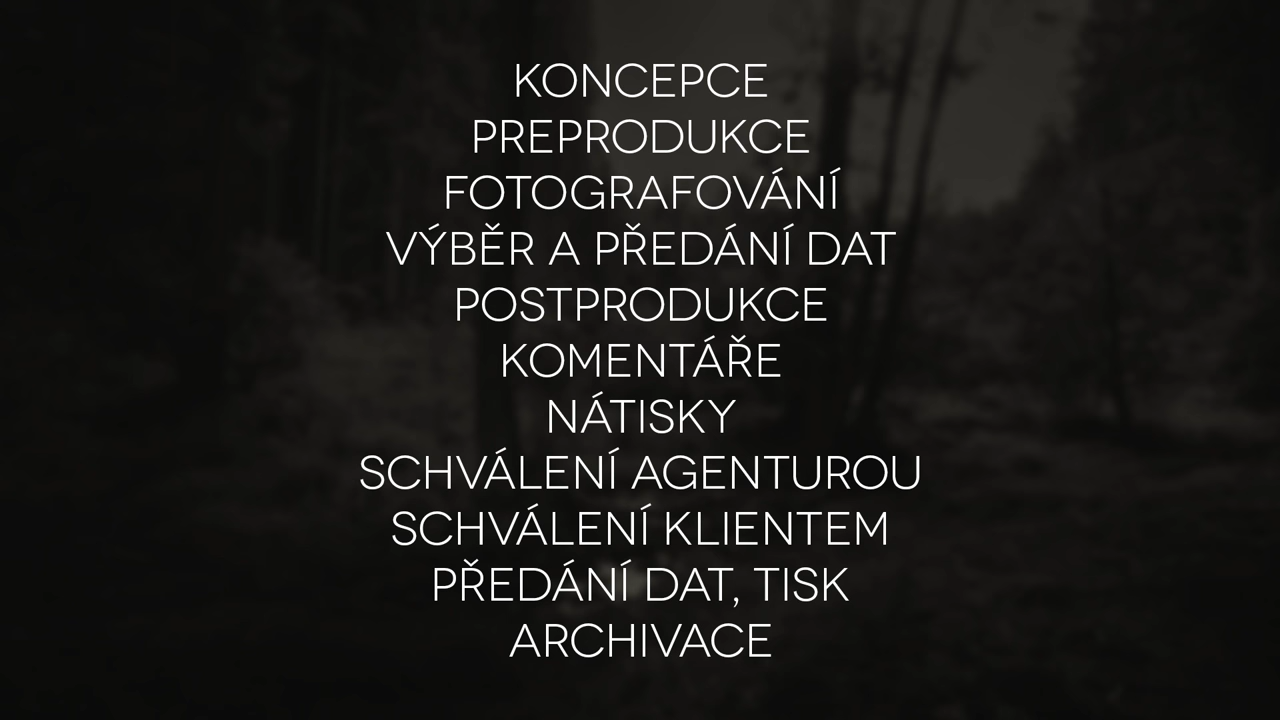 KONCEPCE
PREPRODUKCE
FOTOGRAFOVÁNÍ
VÝBĚR A PŘEDÁNÍ DAT
POSTPRODUKCE
KOMENTÁŘE
NÁTISKY
SCHVÁLENÍ AGENTUROU
SCHVÁLENÍ KLIENTEM
PŘEDÁNÍ DAT, TISK
ARCHIVACE